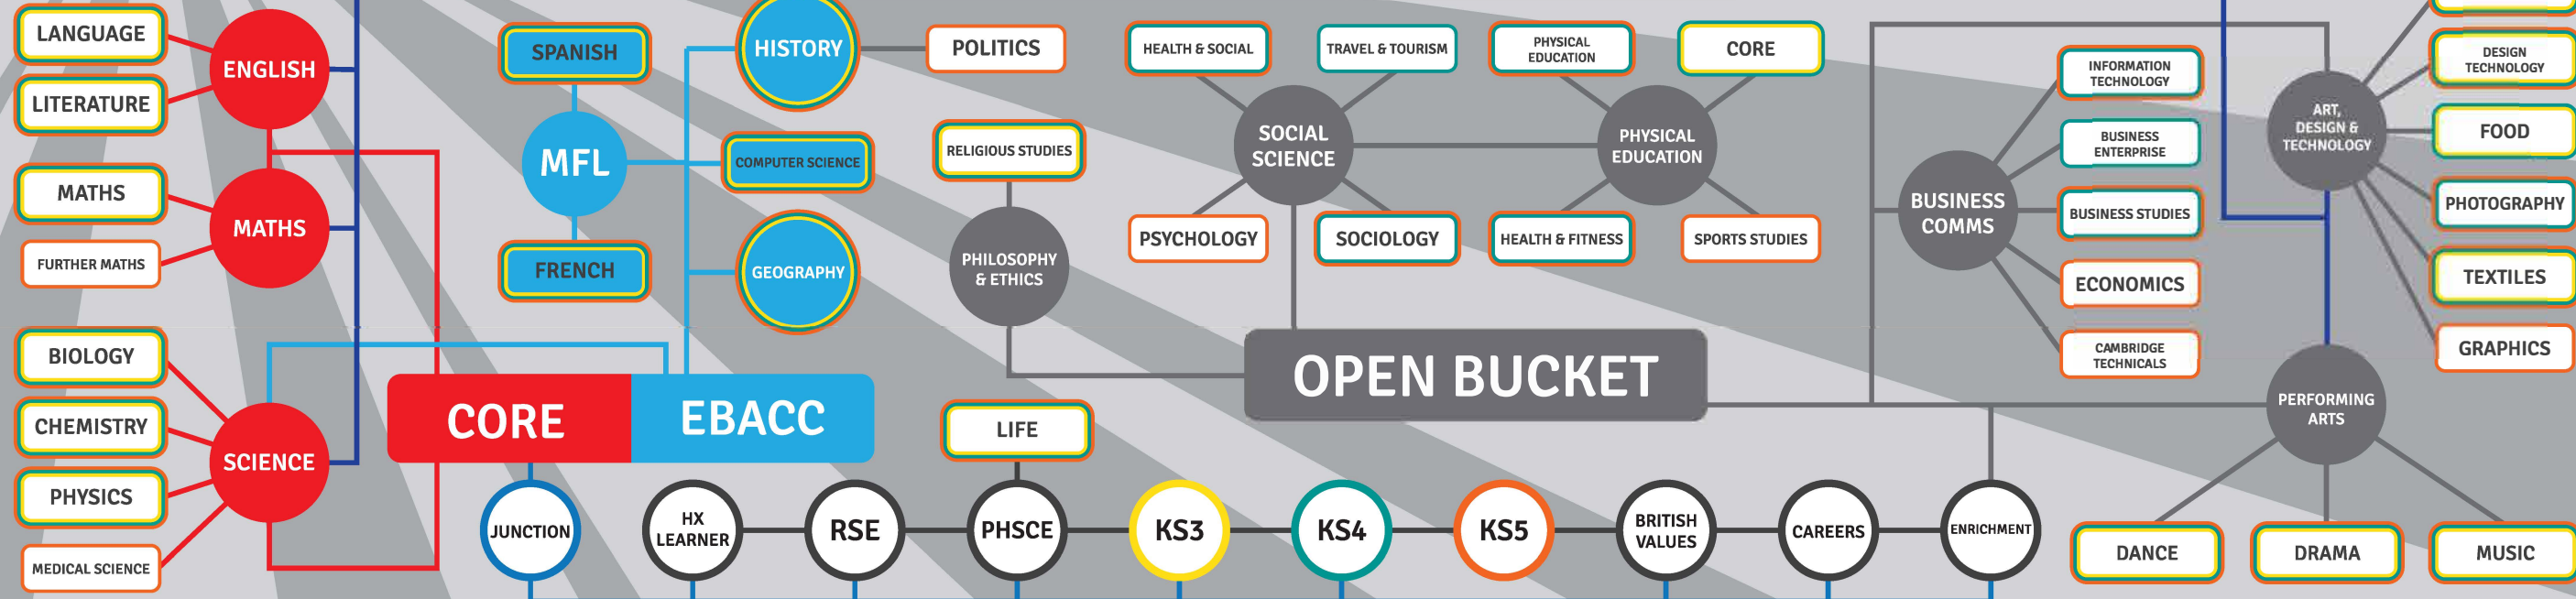 LANGUAGE
LITERATURE
ENGLISH
MATHS
FURTHER MATHS
MATHS
BIOLOGY
CHEMISTRY
PHYSICS
MEDICAL SCIENCE
SCIENCE
SPANISH
MFL
FRENCH
HISTORY
COMPUTER SCIENCE
GEOGRAPHY
POLITICS
CORE
EBACC
RELIGIOUS STUDIES
PHILOSOPHY
& ETHICS
HEALTH & SOCIAL
TRAVEL & TOURISM
SOCIAL
SCIENCE
PSYCHOLOGY
SOCIOLOGY
PHYSICAL
EDUCATION
CORE
PHYSICAL
EDUCATION
HEALTH & FITNESS
SPORTS STUDIES
OPEN BUCKET
BUSINESS
COMMS
INFORMATION
TECHNOLOGY
BUSINESS
ENTERPRISE
BUSINESS STUDIES
ECONOMICS
CAMBRIDGE
TECHNICALS
ART,
DESIGN &
TECHNOLOGY
DESIGN
TECHNOLOGY
FOOD
PHOTOGRAPHY
TEXTILES
GRAPHICS
PERFORMING
ARTS
DANCE
DRAMA
MUSIC
LIFE
JUNCTION
HX
LEARNER
RSE
PHSCE
KS3
KS4
KS5
BRITISH
VALUES
CAREERS
ENRICHMENT